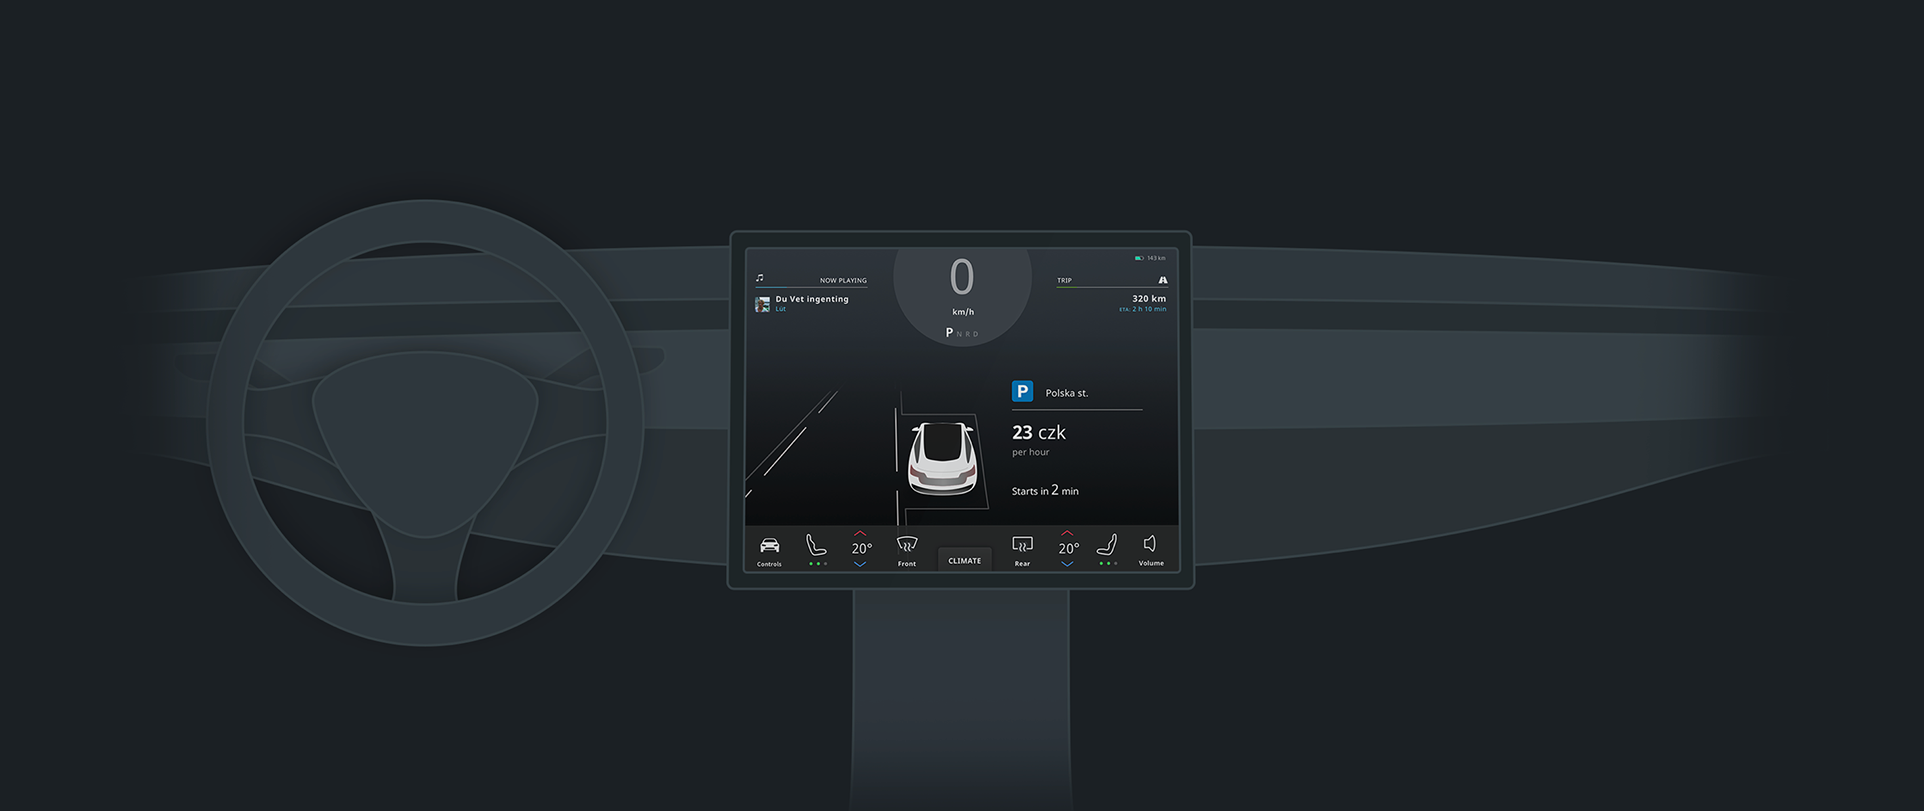 0
km/h
P N R D
143 km
NOW PLAYING
Du Vet ingenting
Lüt
TRIP
320 km
ETA: 2 h 10 min
P Polska st.
23 czk
per hour
Starts in 2 min
Controls
20°
Front
CLIMATE
Rear
20°
Volume